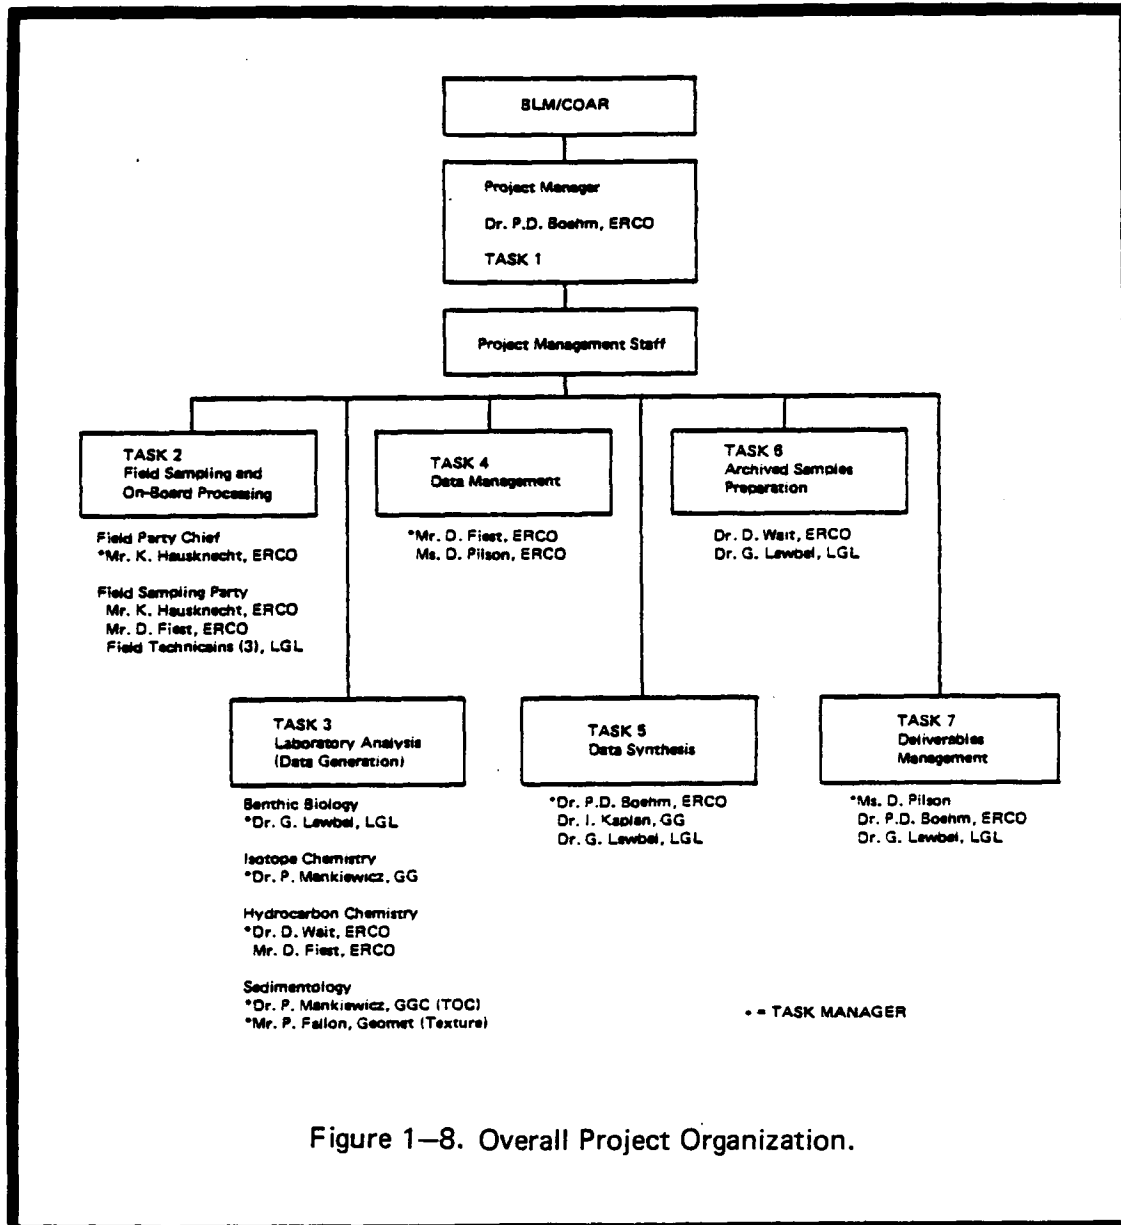 BLM/COAR
Project Manager
Dr. P.D. Boehm, ERCO
TASK 1
Project Management Staff
TASK 2
Field Sampling and
On-Board Processing
Field Party Chief
*Mr. K. Hausknecht, ERCO
Field Sampling Party
Mr. K. Hausknecht, ERCO
Mr. D. Fiest, ERCO
Field Technicains (3), LGL
TASK 4
Data Management
*Mr. D. Fiest, ERCO
Ms. D. Pilson, ERCO
TASK 6
Archived Samples
Preparation
Dr. D. Wait, ERCO
Dr. G. Lewbel, LGL
TASK 3
Laboratory Analysis
(Data Generation)
Benthic Biology
*Dr. G. Lewbel, LGL
Isotope Chemistry
*Dr. P. Mankiewicz, GG
Hydrocarbon Chemistry
*Dr. D. Wait, ERCO
Mr. D. Fiest, ERCO
Sedimentology
*Dr. P. Mankiewicz, GGC (TOC)
*Mr. P. Fallon, Geomet (Texture)
TASK 5
Data Synthesis
*Dr. P.D. Boehm, ERCO
Dr. I. Kaplan, GG
Dr. G. Lewbel, LGL
TASK 7
Deliverables
Management
*Ms. D. Pilson
Dr. P.D. Boehm, ERCO
Dr. G. Lewbel, LGL
* = TASK MANAGER
Figure 1—8. Overall Project Organization.